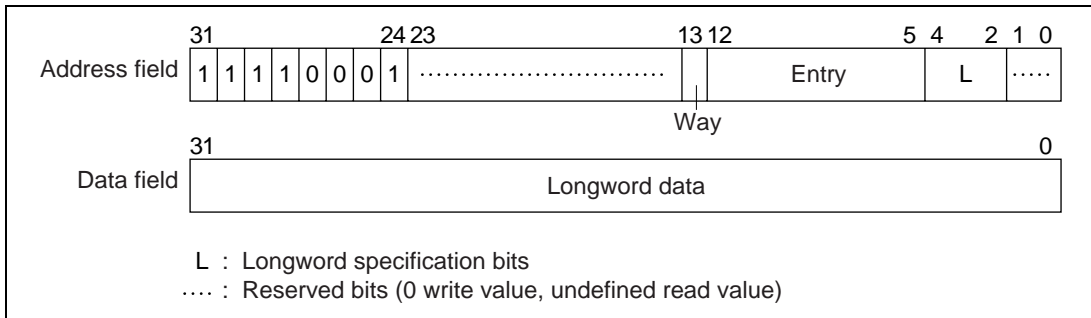 31 24 23 13 12 5 4 2 1 0
Address field 1 1 1 1 0 0 0 1 ............................ Entry L .....
Way
31 0
Data field Longword data
L : Longword specification bits
.... : Reserved bits (0 write value, undefined read value)